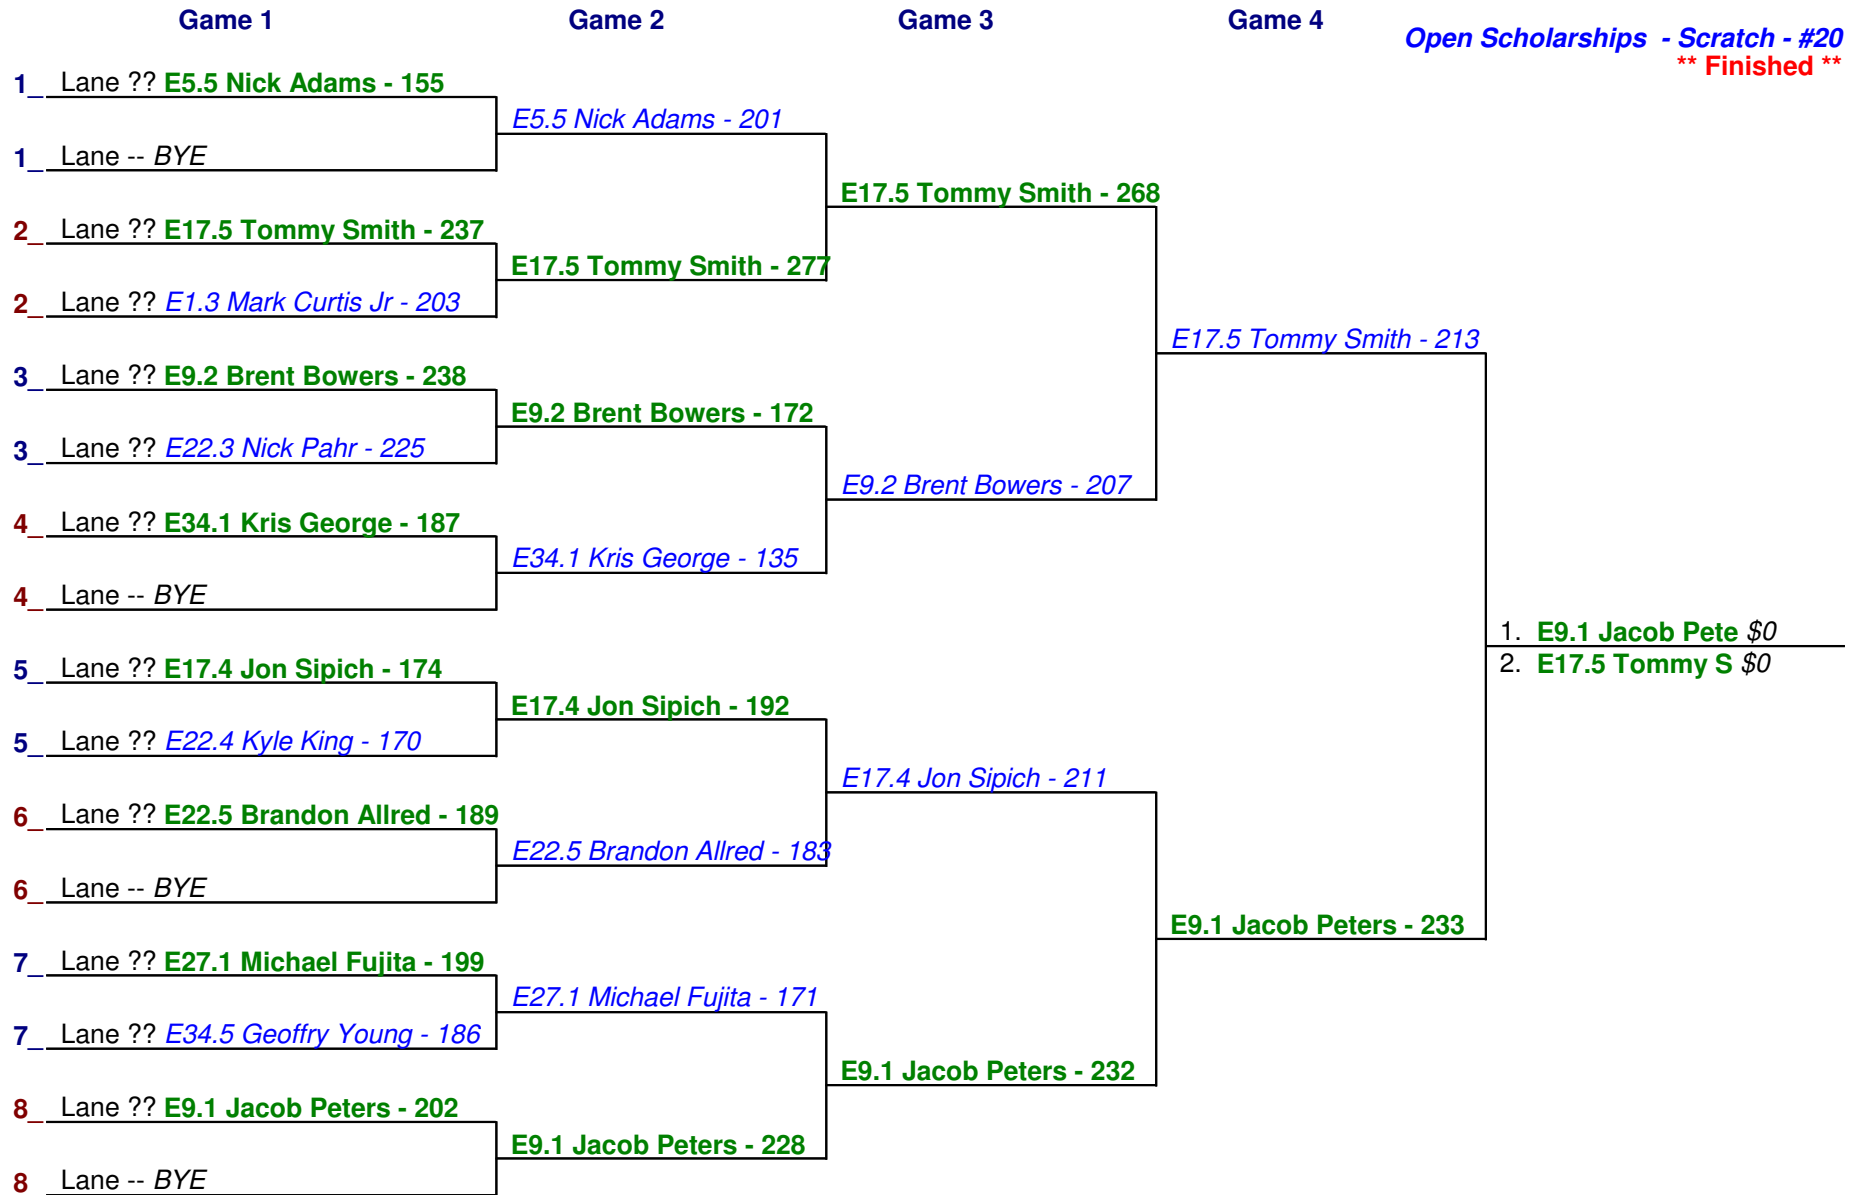 Game 1 Game 2 Game 3 Game 4
Open Scholarships - Scratch - #20
** Finished **
1_ Lane ?? E5.5 Nick Adams - 155
E5.5 Nick Adams - 201
1_ Lane -- BYE
E17.5 Tommy Smith - 268
2_ Lane ?? E17.5 Tommy Smith - 237
E17.5 Tommy Smith - 277
2_ Lane ?? E1.3 Mark Curtis Jr - 203
E17.5 Tommy Smith - 213
3_ Lane ?? E9.2 Brent Bowers - 238
E9.2 Brent Bowers - 172
3_ Lane ?? E22.3 Nick Pahr - 225
E9.2 Brent Bowers - 207
4_ Lane ?? E34.1 Kris George - 187
E34.1 Kris George - 135
4_ Lane -- BYE
1. E9.1 Jacob Pete $0
2. E17.5 Tommy S $0
5_ Lane ?? E17.4 Jon Sipich - 174
E17.4 Jon Sipich - 192
5_ Lane ?? E22.4 Kyle King - 170
E17.4 Jon Sipich - 211
6_ Lane ?? E22.5 Brandon Allred - 189
E22.5 Brandon Allred - 183
6_ Lane -- BYE
E9.1 Jacob Peters - 233
7_ Lane ?? E27.1 Michael Fujita - 199
E27.1 Michael Fujita - 171
7_ Lane ?? E34.5 Geoffry Young - 186
E9.1 Jacob Peters - 232
8_ Lane ?? E9.1 Jacob Peters - 202
E9.1 Jacob Peters - 228
8 Lane -- BYE